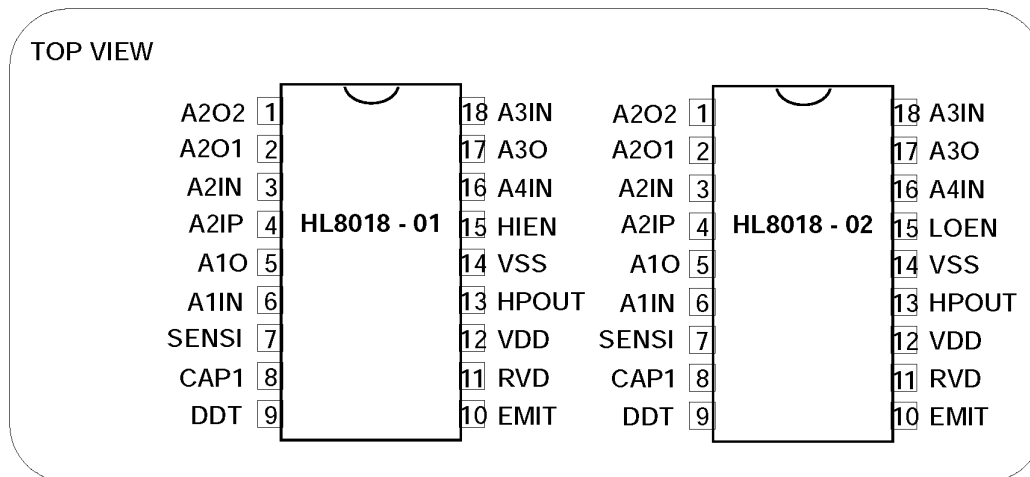 TOP VIEW
A2O2 1 18 A3IN
A2O1 2 17 A3O
A2IN 3 16 A4IN
A2IP 4 HL8018 - 01 15 HIEN
A1O 5 14 VSS
A1IN 6 13 HPOUT
SENSI 7 12 VDD
CAP1 8 11 RVD
DDT 9 10 EMIT
A2O2 1 18 A3IN
A2O1 2 17 A3O
A2IN 3 16 A4IN
A2IP 4 HL8018 - 02 15 LOEN
A1O 5 14 VSS
A1IN 6 13 HPOUT
SENSI 7 12 VDD
CAP1 8 11 RVD
DDT 9 10 EMIT